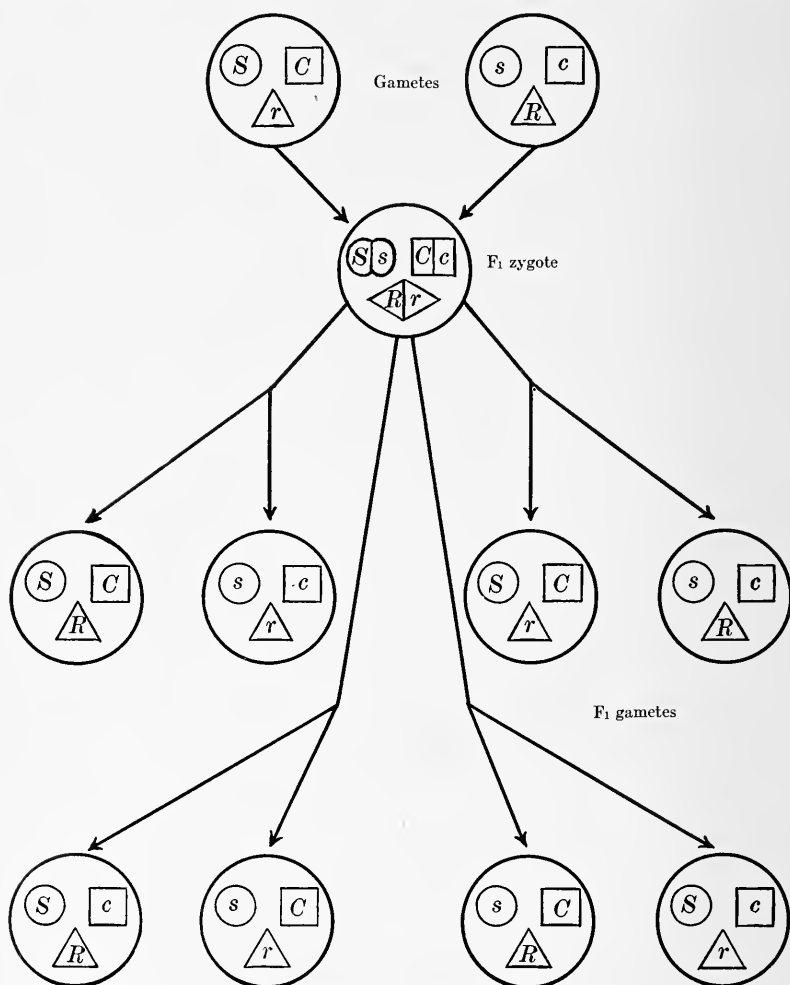 S C s c
Gametes
r R
S s C c
F₁ zygote
R r
S C s c S C s c
R r r R
F₁ gametes
S c s C s C S c
R r R r